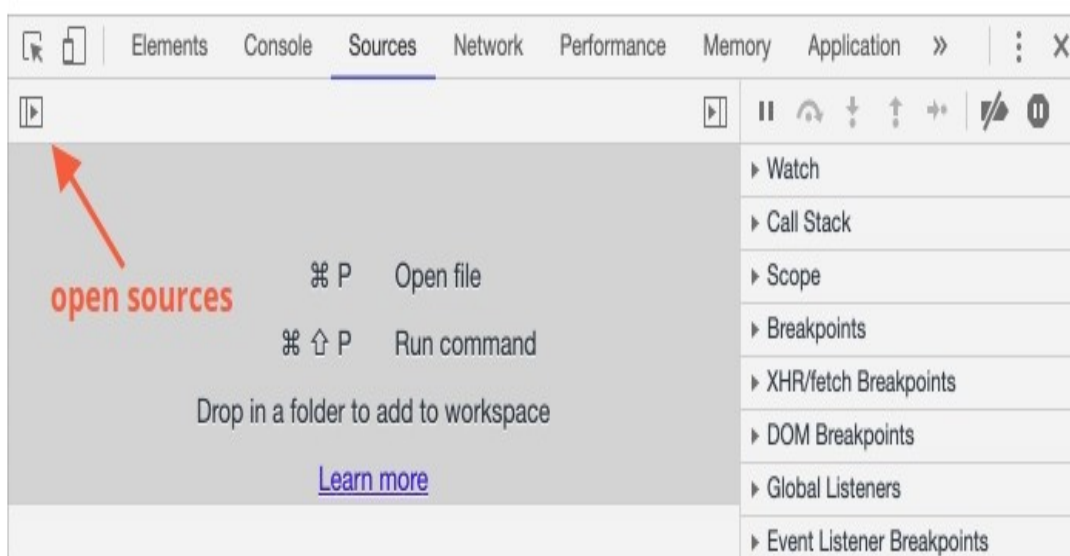 Elements Console Sources Network Performance Memory Application »
Watch
Call Stack
open sources
⌘ P Open file
Scope
⌘ ⇧ P Run command
Breakpoints
Drop in a folder to add to workspace
XHR/fetch Breakpoints
DOM Breakpoints
Learn more
Global Listeners
Event Listener Breakpoints